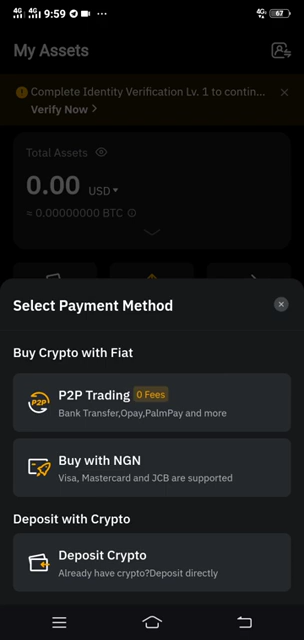 4G 4G 9:59 4G 67
My Assets
Complete Identity Verification Lv. 1 to contin...
Verify Now >
Total Assets
0.00 USD
≈ 0.00000000 BTC
Select Payment Method
Buy Crypto with Fiat
P2P
P2P Trading 0 Fees
Bank Transfer,Opay,PalmPay and more
Buy with NGN
Visa, Mastercard and JCB are supported
Deposit with Crypto
Deposit Crypto
Already have crypto?Deposit directly